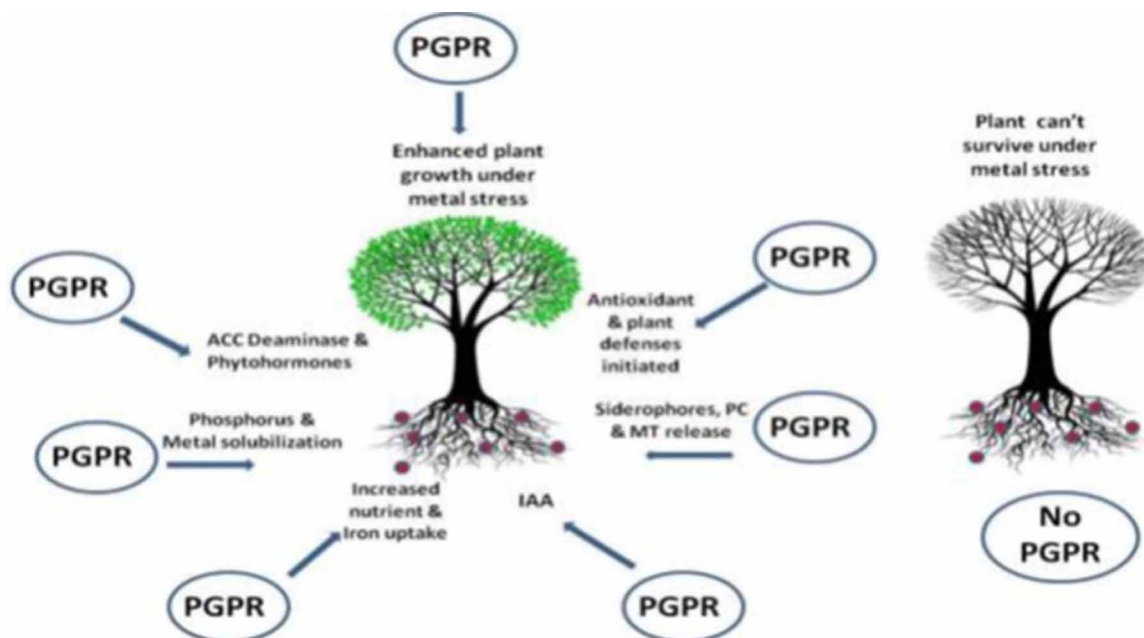 PGPR
Enhanced plant
growth under
metal stress
Plant can't
survive under
metal stress
PGPR
PGPR
ACC Deaminase &
Phytohormones
Antioxidant
& plant
defenses
initiated
Phosphorus &
Metal solubilization
PGPR
Siderophores, PC
& MT release
PGPR
Increased
nutrient &
Iron uptake
IAA
PGPR
PGPR
No
PGPR